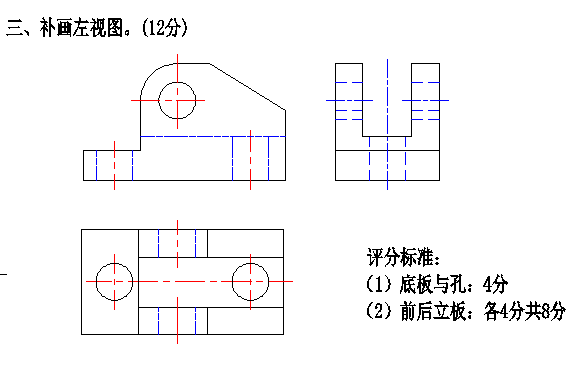 三、补画左视图。(12分)
评分标准:
(1) 底板与孔: 4分
(2) 前后立板: 各4分共8分